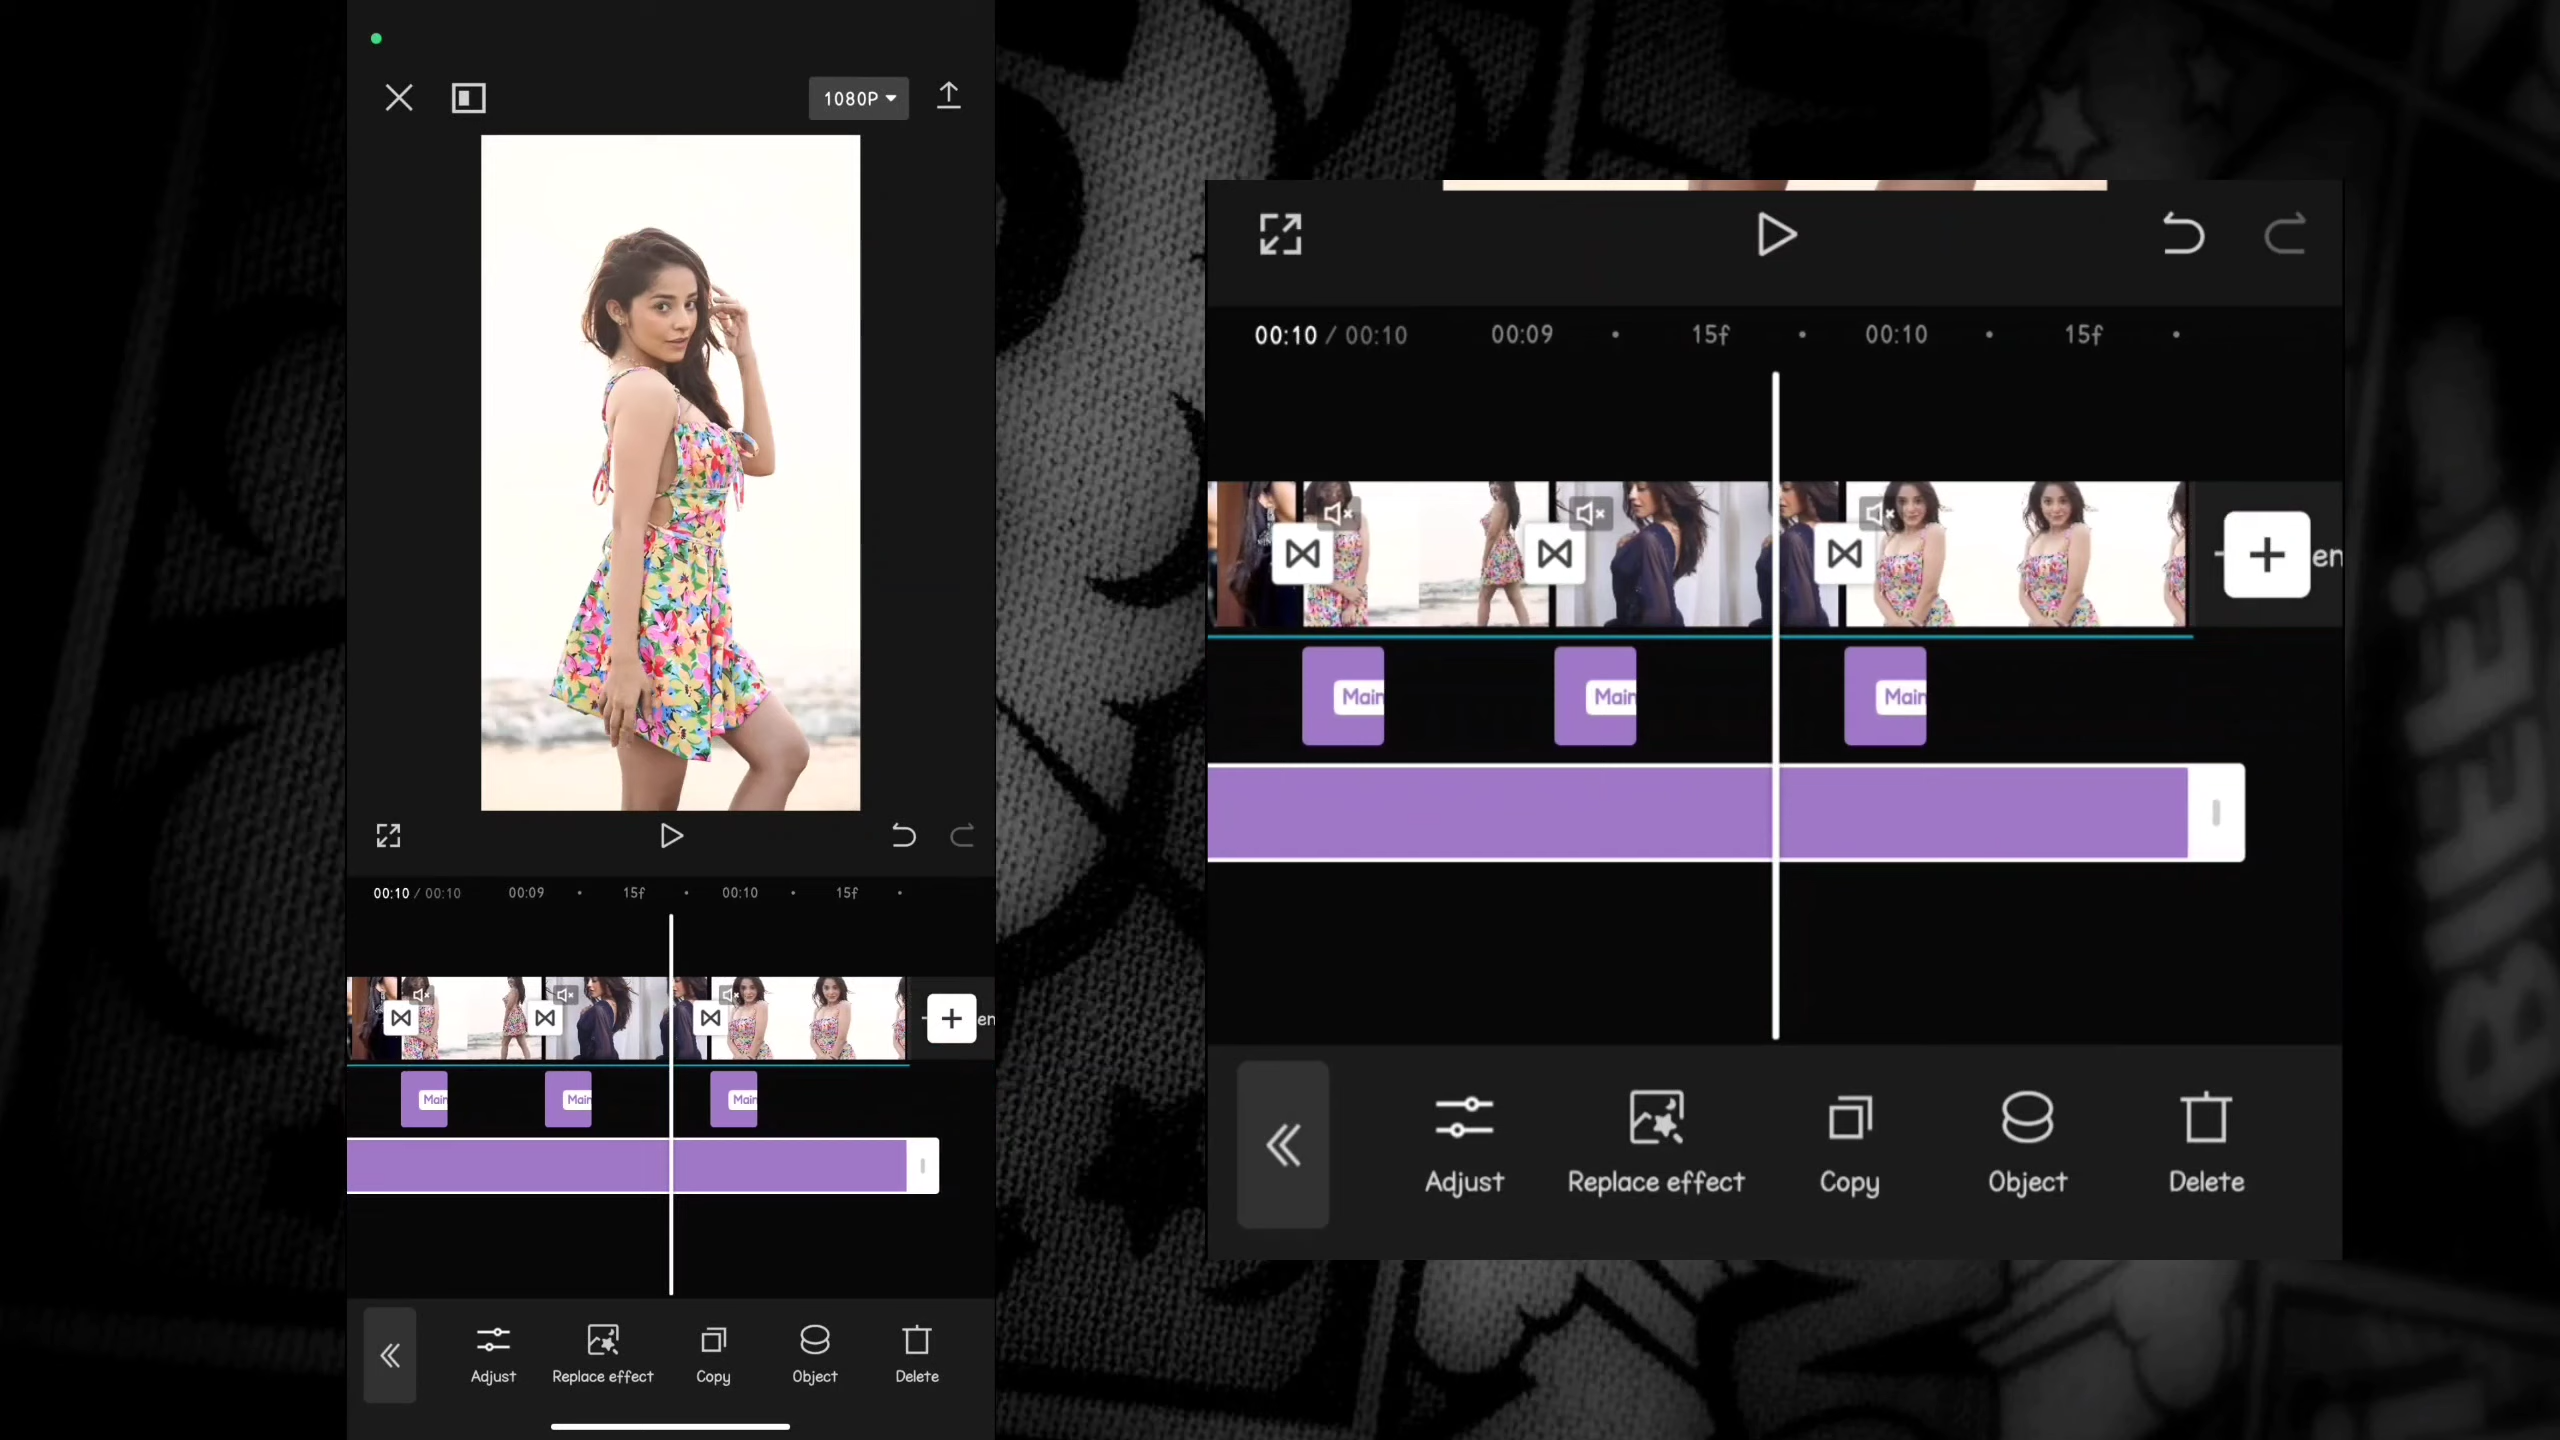 1080P
00:10 / 00:10 00:09 15f 00:10 15f
en
Main Main Main
Adjust Replace effect Copy Object Delete
00:10 / 00:10 00:09 15f 00:10 15f
en
Main Main Main
Adjust Replace effect Copy Object Delete